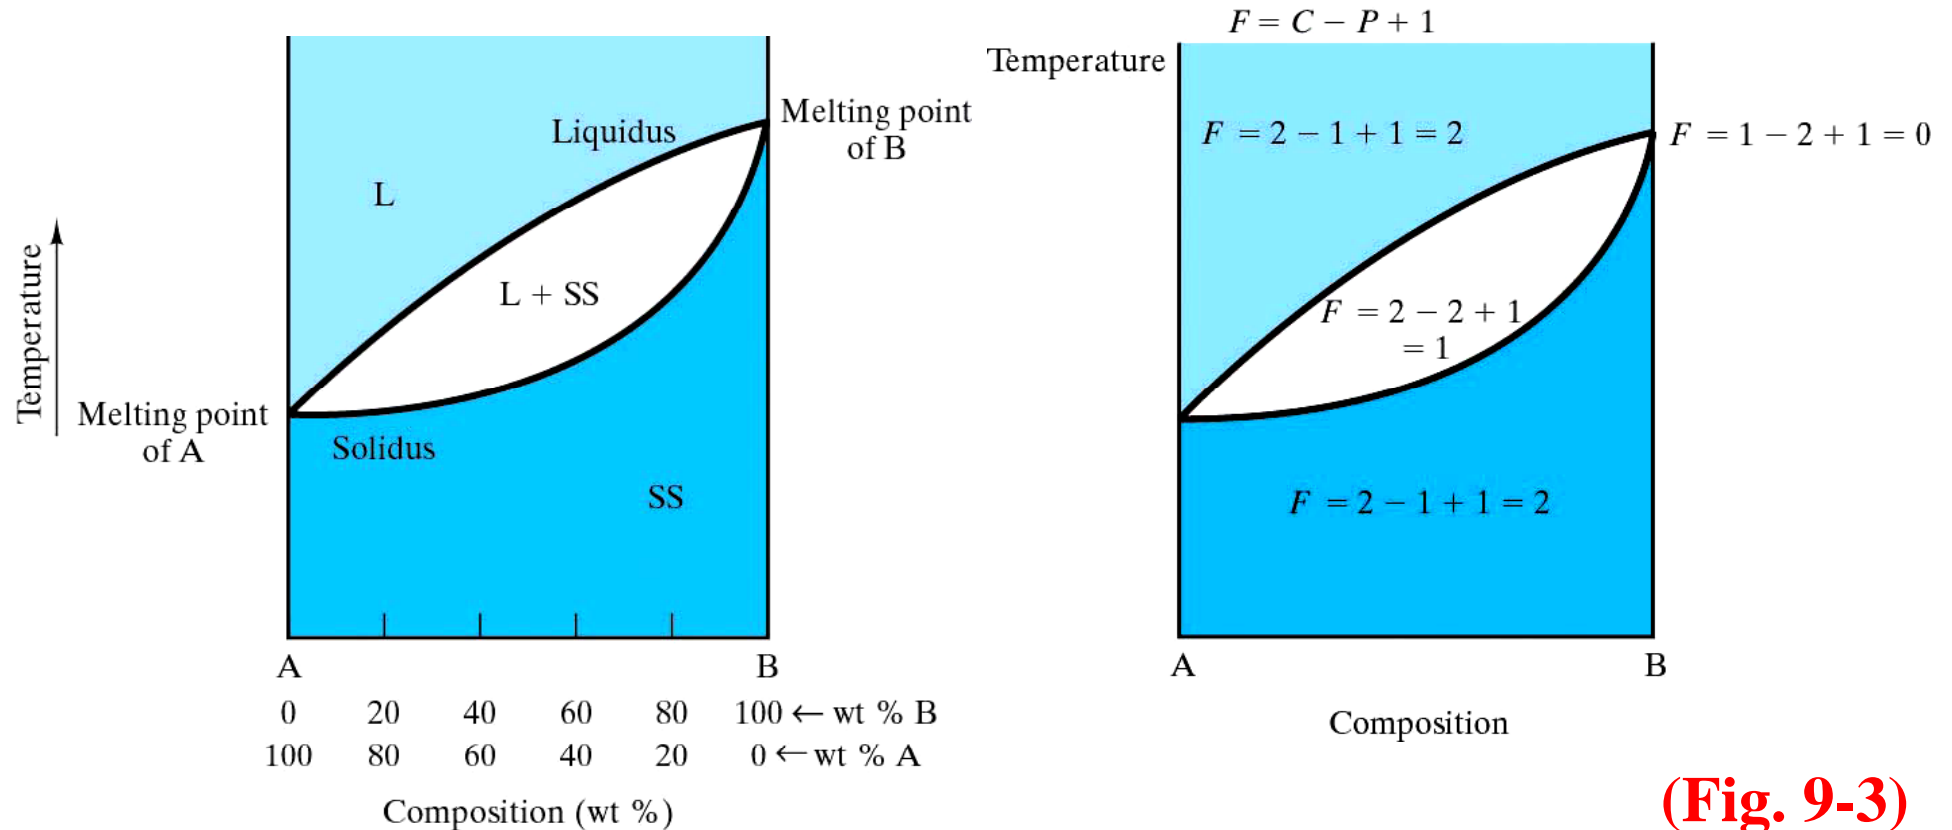 Temperature
Liquidus
Melting point
of B
L
L + SS
Melting point
of A
Solidus
SS
A B
0 20 40 60 80 100 ← wt % B
100 80 60 40 20 0 ← wt % A
Composition (wt %)
F = C − P + 1
Temperature
F = 2 − 1 + 1 = 2
F = 1 − 2 + 1 = 0
F = 2 − 2 + 1
= 1
F = 2 − 1 + 1 = 2
A B
Composition
(Fig. 9-3)